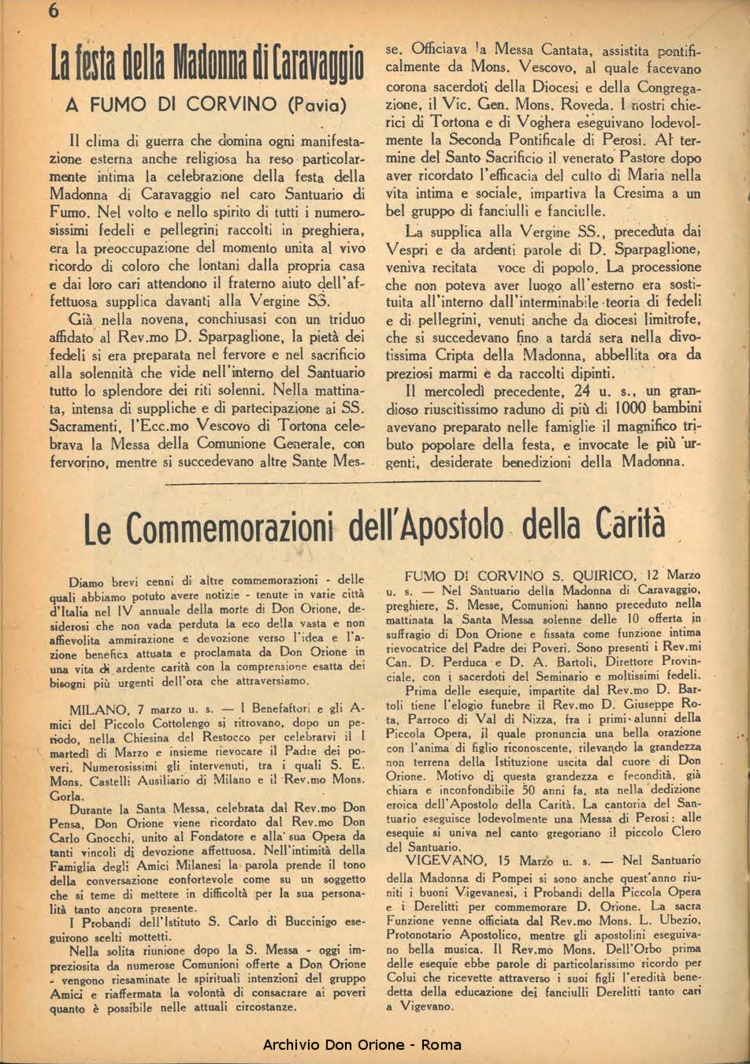 6
La festa della Madonna di Caravaggio
A FUMO DI CORVINO (Pavia)
Il clima di guerra che domina ogni manifesta-
zione esterna anche religiosa ha reso particolar-
mente intima la celebrazione della festa della
Madonna di Caravaggio nel caro Santuario di
Fumo. Nel volto e nello spirito di tutti i numero-
sissimi fedeli e pellegrini raccolti in preghiera,
era la preoccupazione del momento unita al vivo
ricordo di coloro che lontani dalla propria casa
e dai loro cari attendono il fraterno aiuto dell'af-
fettuosa supplica davanti alla Vergine SS.
Già nella novena, conchiusasi con un triduo
affidato al Rev.mo D. Sparpaglione, la pietà dei
fedeli si era preparata nel fervore e nel sacrificio
alla solennità che vide nell'interno del Santuario
tutto lo splendore dei riti solenni. Nella mattina-
ta, intensa di suppliche e di partecipazione ai SS.
Sacramenti, l'Ecc.mo Vescovo di Tortona cele-
brava la Messa della Comunione Generale, con
fervorino, mentre si succedevano altre Sante Mes-
se. Officiava la Messa Cantata, assistita pontifi-
calmente da Mons. Vescovo, al quale facevano
corona sacerdoti della Diocesi e della Congrega-
zione, il Vic. Gen. Mons. Roveda. I nostri chie-
rici di Tortona e di Voghera eseguivano lodevol-
mente la Seconda Pontificale di Perosi. Al ter-
mine del Santo Sacrificio il venerato Pastore dopo
aver ricordato l'efficacia del culto di Maria nella
vita intima e sociale, impartiva la Cresima a un
bel gruppo di fanciulli e fanciulle.
La supplica alla Vergine SS., preceduta dai
Vespri e da ardenti parole di D. Sparpaglione,
veniva recitata voce di popolo. La processione
che non poteva aver luogo all'esterno era sosti-
tuita all'interno dall'interminabile teoria di fedeli
e di pellegrini, venuti anche da diocesi limitrofe,
che si succedevano fino a tarda sera nella divo-
tissima Cripta della Madonna, abbellita ora da
preziosi marmi e da raccolti dipinti.
Il mercoledì precedente, 24 u. s., un gran-
dioso riuscitissimo raduno di più di 1000 bambini
avevano preparato nelle famiglie il magnifico tri-
buto popolare della festa, e invocate le più ur-
genti, desiderate benedizioni della Madonna.
Le Commemorazioni dell'Apostolo della Carità
Diamo brevi cenni di altre commemorazioni - delle
quali abbiamo potuto avere notizie - tenute in varie città
d'Italia nel IV annuale della morte di Don Orione, de-
siderosi che non vada perduta la eco della vasta e non
affievolita ammirazione e devozione verso l'idea e l'a-
zione benefica attuata e proclamata da Don Orione in
una vita di ardente carità con la comprensione esatta dei
bisogni più urgenti dell'ora che attraversiamo.
MILANO, 7 marzo u. s. — I Benefattori e gli A-
mici del Piccolo Cottolengo si ritrovano, dopo un pe-
riodo, nella Chiesina del Restocco per celebrarvi il I
martedì di Marzo e insieme rievocare il Padre dei po-
veri. Numerosissimi gli intervenuti, tra i quali S. E.
Mons. Castelli Ausiliario di Milano e il Rev.mo Mons.
Gorla.
Durante la Santa Messa, celebrata dal Rev.mo Don
Pensa, Don Orione viene ricordato dal Rev.mo Don
Carlo Gnocchi, unito al Fondatore e alla sua Opera da
tanti vincoli di devozione affettuosa. Nell'intimità della
Famiglia degli Amici Milanesi la parola prende il tono
della conversazione confortevole come su un soggetto
che si teme di mettere in difficoltà per la sua persona-
lità tanto ancora presente.
I Probandi dell'Istituto S. Carlo di Buccinigo ese-
guirono scelti mottetti.
Nella solita riunione dopo la S. Messa - oggi im-
preziosita da numerose Comunioni offerte a Don Orione
- vengono riesaminate le spirituali intenzioni del gruppo
Amici e riaffermata la volontà di consacrare ai poveri
quanto è possibile nelle attuali circostanze.
FUMO DI CORVINO S. QUIRICO, 12 Marzo
u. s. — Nel Santuario della Madonna di Caravaggio,
preghiere, S. Messe, Comunioni hanno preceduto nella
mattinata la Santa Messa solenne delle 10 offerta in
suffragio di Don Orione e fissata come funzione intima
rievocatrice del Padre dei Poveri. Sono presenti i Rev.mi
Can. D. Perduca e D. A. Bartoli, Direttore Provin-
ciale, con i sacerdoti del Seminario e moltissimi fedeli.
Prima delle esequie, impartite dal Rev.mo D. Bar-
toli tiene l'elogio funebre il Rev.mo D. Giuseppe Ro-
ta, Parroco di Val di Nizza, fra i primi alunni della
Piccola Opera, il quale pronuncia una bella orazione
con l'anima di figlio riconoscente, rilevando la grandezza
non terrena della Istituzione uscita dal cuore di Don
Orione. Motivo di questa grandezza e fecondità, già
chiara e inconfondibile 50 anni fa, sta nella dedizione
eroica dell'Apostolo della Carità. La cantoria del San-
tuario eseguisce lodevolmente una Messa di Perosi: alle
esequie si univa nel canto gregoriano il piccolo Clero
del Santuario.
VIGEVANO, 15 Marzo u. s. — Nel Santuario
della Madonna di Pompei si sono anche quest'anno riu-
niti i buoni Vigevanesi, i Probandi della Piccola Opera
e i Derelitti per commemorare D. Orione. La sacra
Funzione venne officiata dal Rev.mo Mons. L. Ubezio,
Protonotario Apostolico, mentre gli apostolini eseguiva-
no bella musica. Il Rev.mo Mons. Dell'Orbo prima
delle esequie ebbe parole di particolarissimo ricordo per
Colui che ricevette attraverso i suoi figli l'eredità bene-
detta della educazione dei fanciulli Derelitti tanto cari
a Vigevano.
Archivio Don Orione - Roma